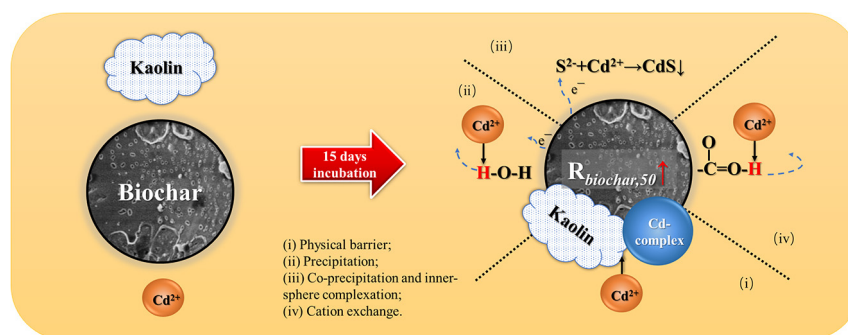 Kaolin
Biochar
Cd²⁺
15 days
incubation
(i) Physical barrier;
(ii) Precipitation;
(iii) Co-precipitation and inner-
sphere complexation;
(iv) Cation exchange.
(iii)
S²⁻+Cd²⁺→CdS↓
e⁻
(ii)
Cd²⁺
e⁻
H-O-H
Cd²⁺
O
-C=O-H
R biochar,50 ↑
Kaolin
Cd-
complex
(iv)
(i)
Cd²⁺